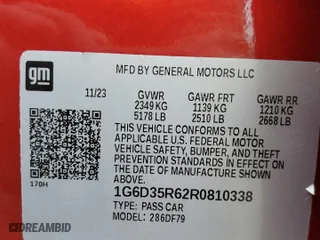 gm
MFD BY GENERAL MOTORS LLC
11/23 GVWR GAWR FRT GAWR RR
2349 KG 1139 KG 1210 KG
5178 LB 2510 LB 2668 LB
THIS VEHICLE CONFORMS TO ALL
APPLICABLE U.S. FEDERAL MOTOR
VEHICLE SAFETY, BUMPER, AND THEFT
PREVENTION STANDARDS IN EFFECT ON
THE DATE OF MANUFACTURE SHOWN
ABOVE.
170H
1G6D35R62R0810338
TYPE: PASS CAR
MODEL: 286DF79
DREAMBID